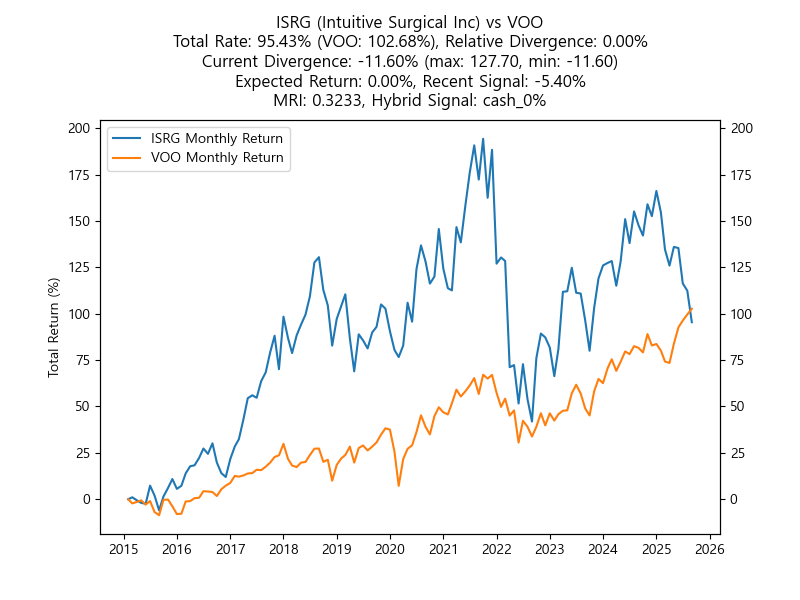 ISRG (Intuitive Surgical Inc) vs VOO
Total Rate: 95.43% (VOO: 102.68%), Relative Divergence: 0.00%
Current Divergence: -11.60% (max: 127.70, min: -11.60)
Expected Return: 0.00%, Recent Signal: -5.40%
MRI: 0.3233, Hybrid Signal: cash_0%
ISRG Monthly Return
VOO Monthly Return
Total Return (%)
200
175
150
125
100
75
50
25
0
200
175
150
125
100
75
50
25
0
2015 2016 2017 2018 2019 2020 2021 2022 2023 2024 2025 2026